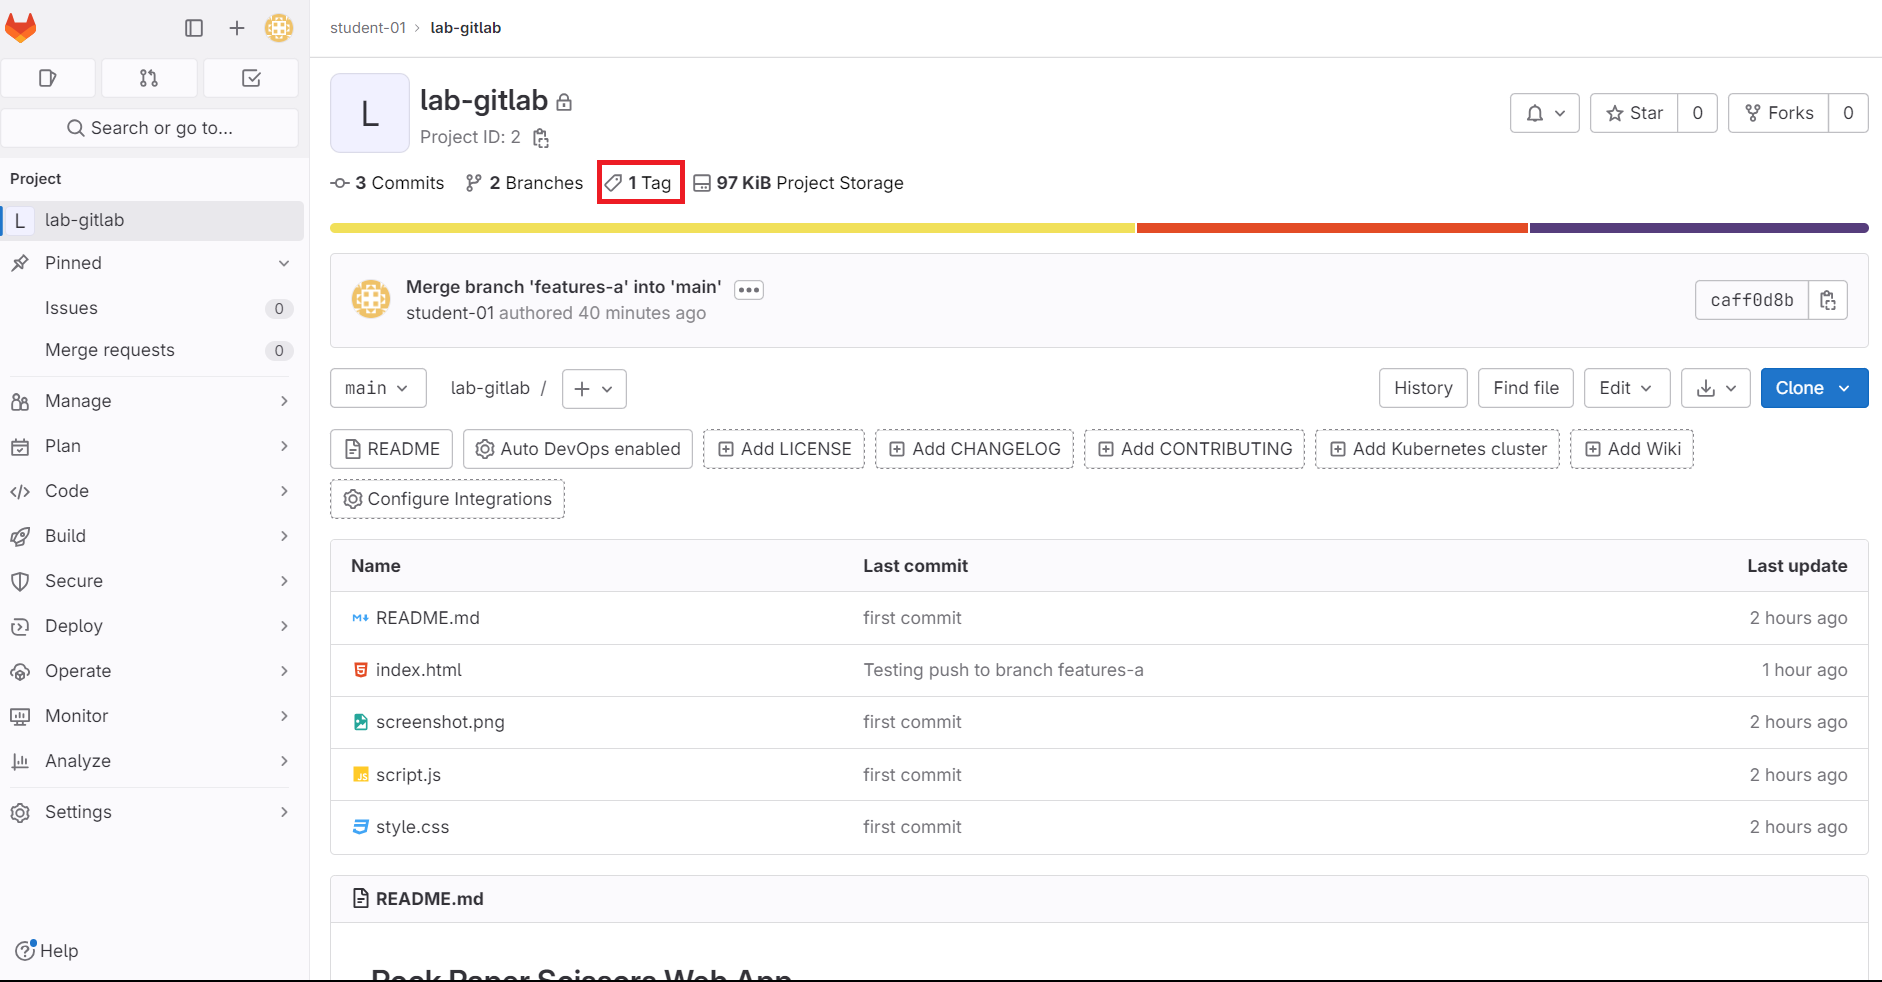 student-01 › lab-gitlab
L
lab-gitlab
Project ID: 2
Star 0
Forks 0
Search or go to...
3 Commits 2 Branches 1 Tag 97 KiB Project Storage
Project
L lab-gitlab
Pinned
Issues 0
Merge requests 0
Manage
Plan
Code
Build
Secure
Deploy
Operate
Monitor
Analyze
Settings
Help
Merge branch 'features-a' into 'main'
student-01 authored 40 minutes ago
caff0d8b
main lab-gitlab / History Find file Edit Clone
README Auto DevOps enabled Add LICENSE Add CHANGELOG Add CONTRIBUTING Add Kubernetes cluster Add Wiki
Configure Integrations
Name Last commit Last update
README.md first commit 2 hours ago
index.html Testing push to branch features-a 1 hour ago
screenshot.png first commit 2 hours ago
script.js first commit 2 hours ago
style.css first commit 2 hours ago
README.md
Rock Paper Scissors Web App